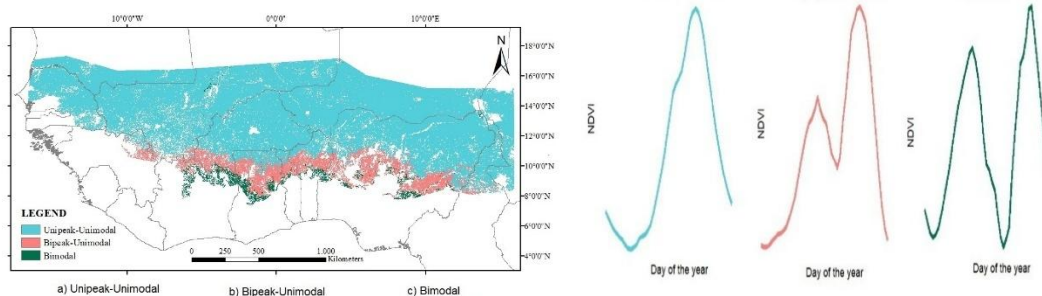 10°0'0"W
0°0'0"
10°0'0"E
N
18°0'0"N
16°0'0"N
14°0'0"N
12°0'0"N
10°0'0"N
8°0'0"N
6°0'0"N
4°0'0"N
LEGEND
Unipeak-Unimodal
Bipeak-Unimodal
Bimodal
0 250 500 1.000
Kilometers
a) Unipeak-Unimodal
b) Bipeak-Unimodal
c) Bimodal
NDVI
Day of the year
NDVI
Day of the year
NDVI
Day of the year